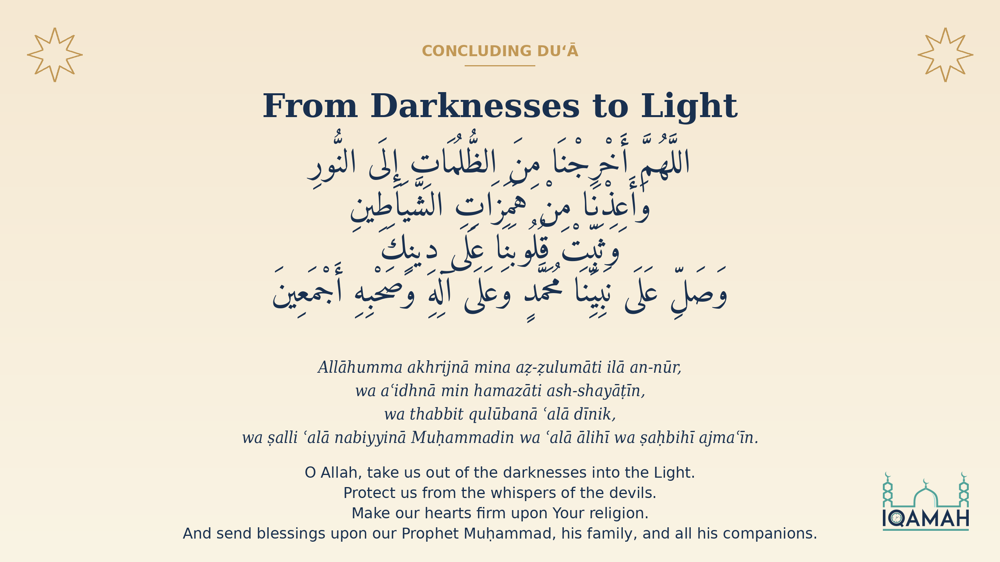 CONCLUDING DU‘Ā
From Darknesses to Light
اللَّهُمَّ أَخْرِجْنَا مِنَ الظُّلُمَاتِ إِلَى النُّورِ
وَأَعِذْنَا مِنْ هَمَزَاتِ الشَّيَاطِينِ
وَثَبِّتْ قُلُوبَنَا عَلَى دِينِكَ
وَصَلِّ عَلَى نَبِيِّنَا مُحَمَّدٍ وَعَلَى آلِهِ وَصَحْبِهِ أَجْمَعِينَ
Allāhumma akhrijnā mina aẓ-ẓulumāti ilā an-nūr,
wa aʿidhnā min hamazāti ash-shayāṭīn,
wa thabbit qulūbanā ʿalā dīnik,
wa ṣalli ʿalā nabiyyinā Muḥammadin wa ʿalā ālihī wa ṣaḥbihī ajmaʿīn.
O Allah, take us out of the darknesses into the Light.
Protect us from the whispers of the devils.
Make our hearts firm upon Your religion.
And send blessings upon our Prophet Muḥammad, his family, and all his companions.
IQAMAH